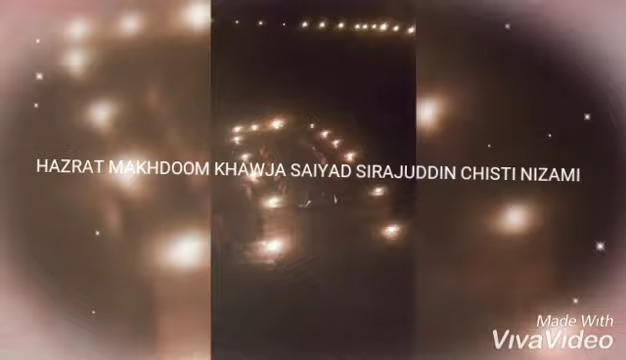 HAZRAT MAKHDOOM KHAWJA SAIYAD SIRAJUDDIN CHISTI NIZAMI
Made With
VivaVideo